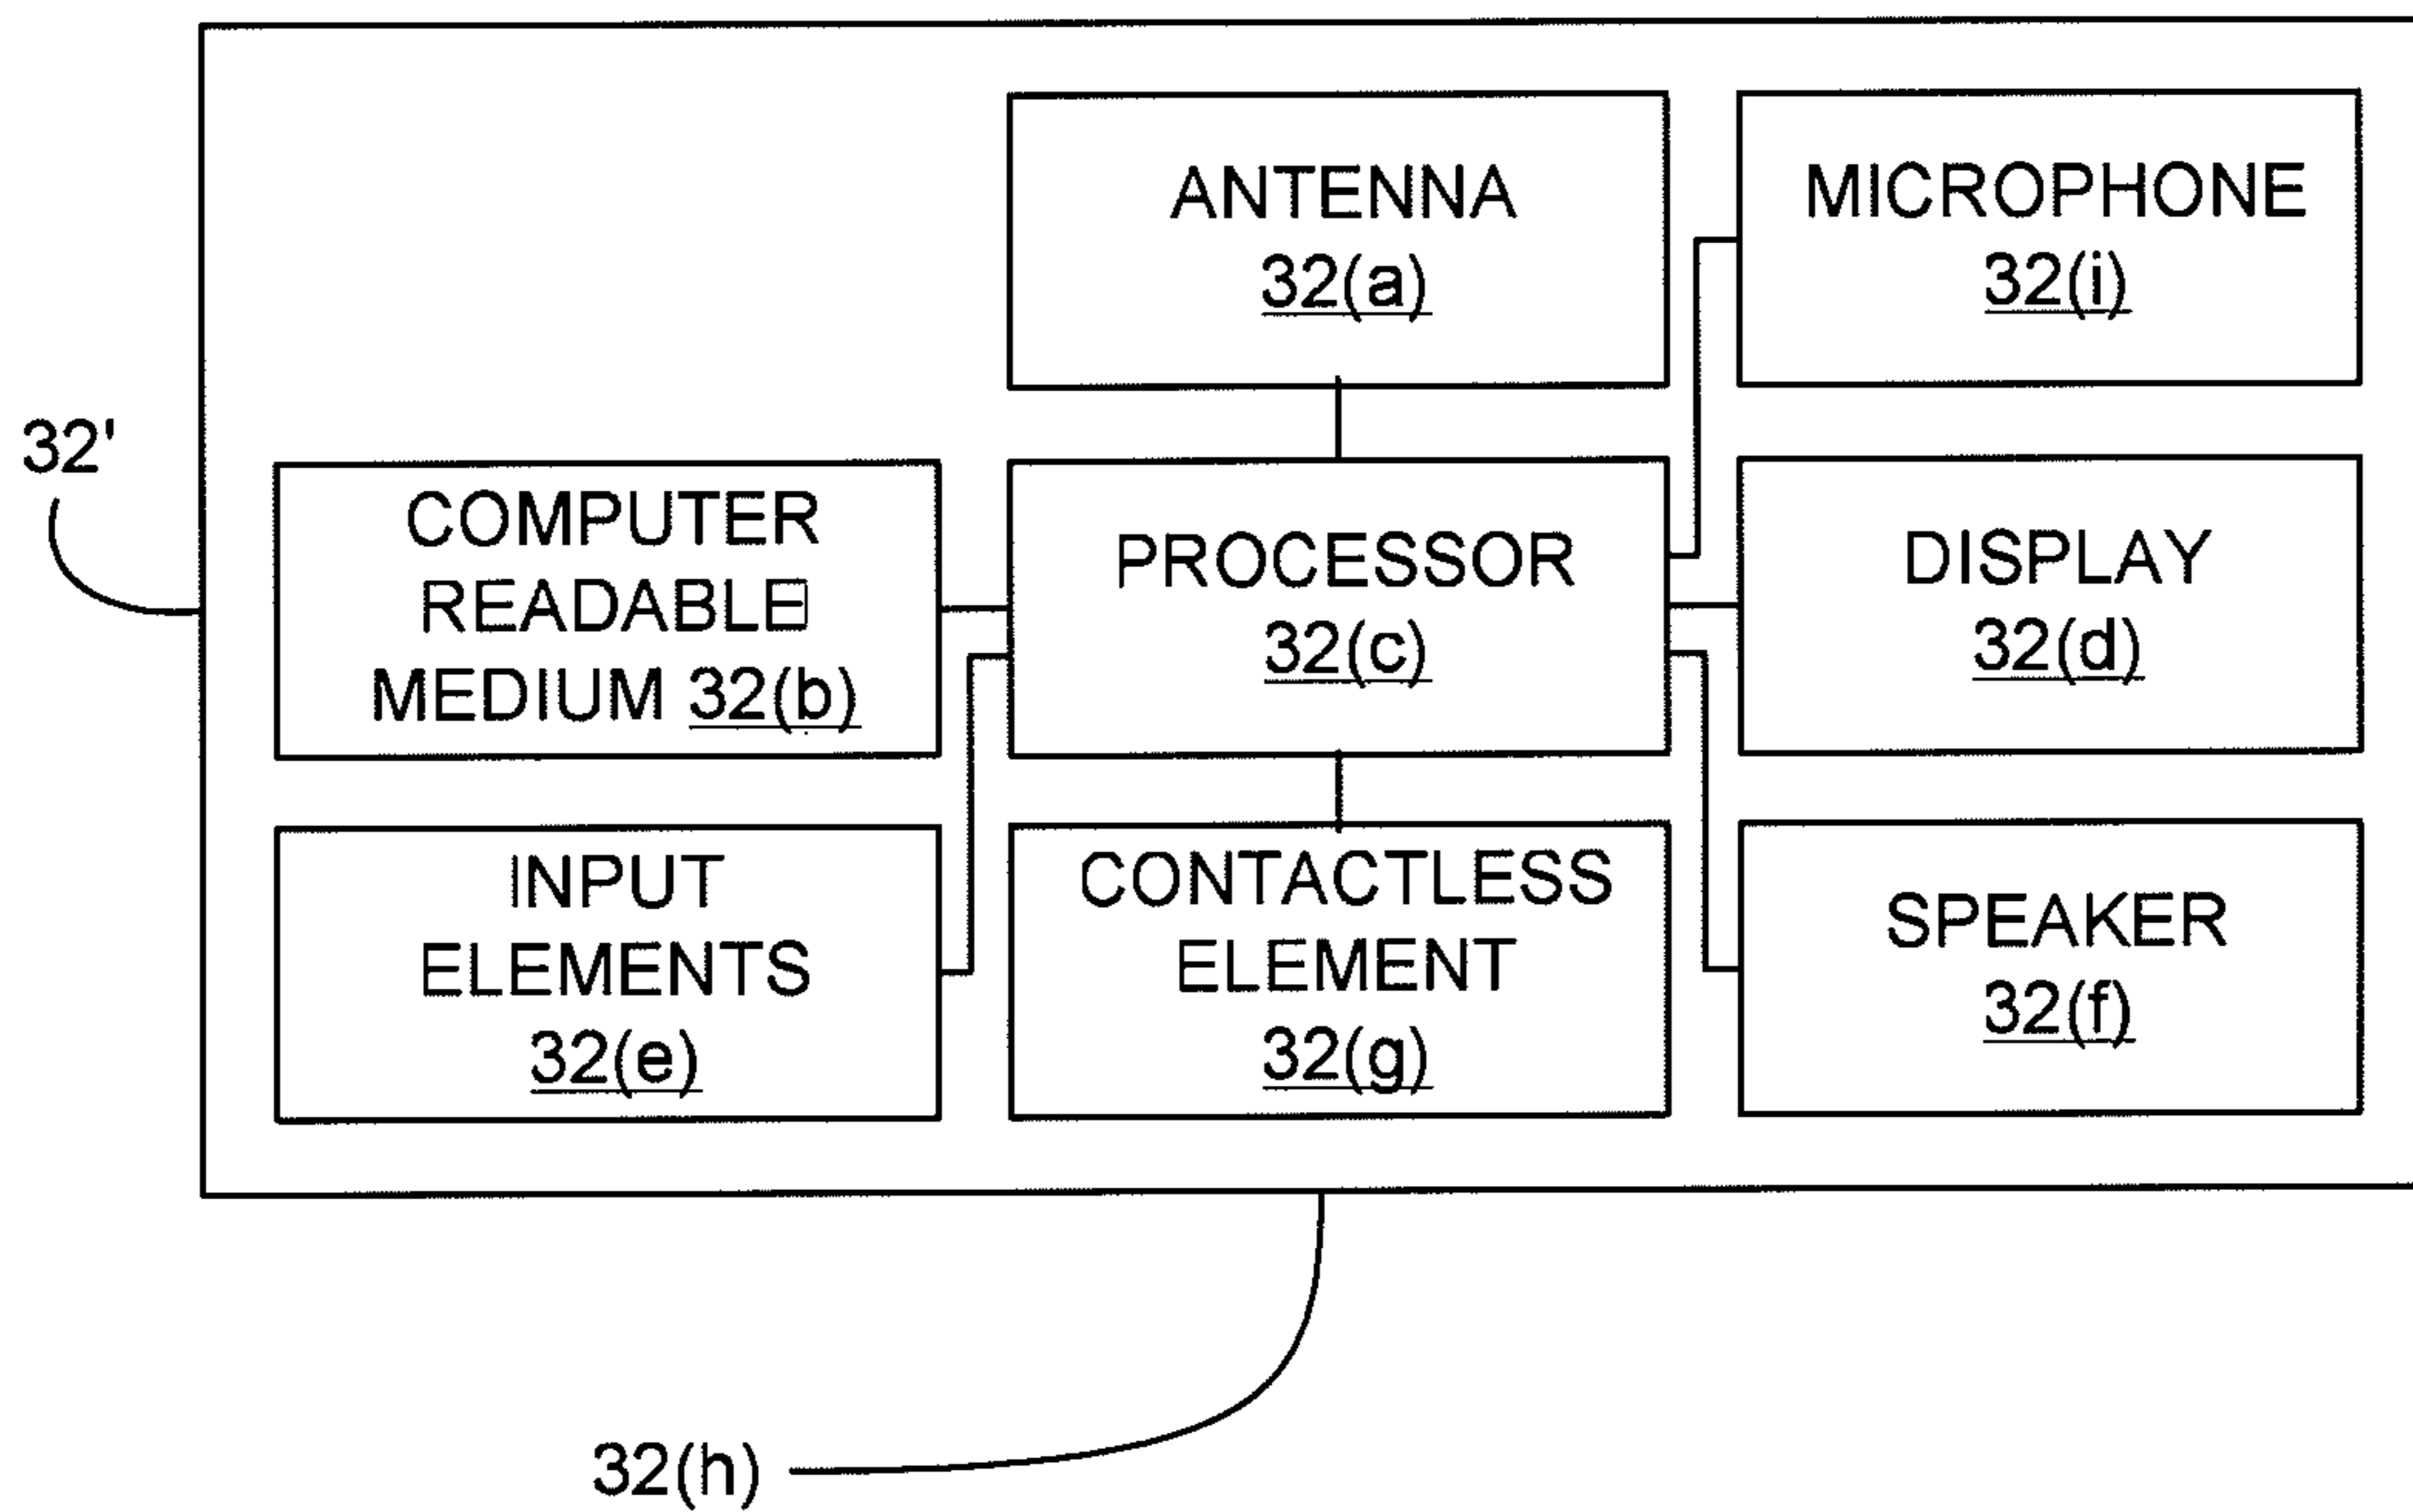 ANTENNA
32(a)
MICROPHONE
32(i)
32'
COMPUTER
READABLE
MEDIUM 32(b)
PROCESSOR
32(c)
DISPLAY
32(d)
INPUT
ELEMENTS
32(e)
CONTACTLESS
ELEMENT
32(g)
SPEAKER
32(f)
32(h)